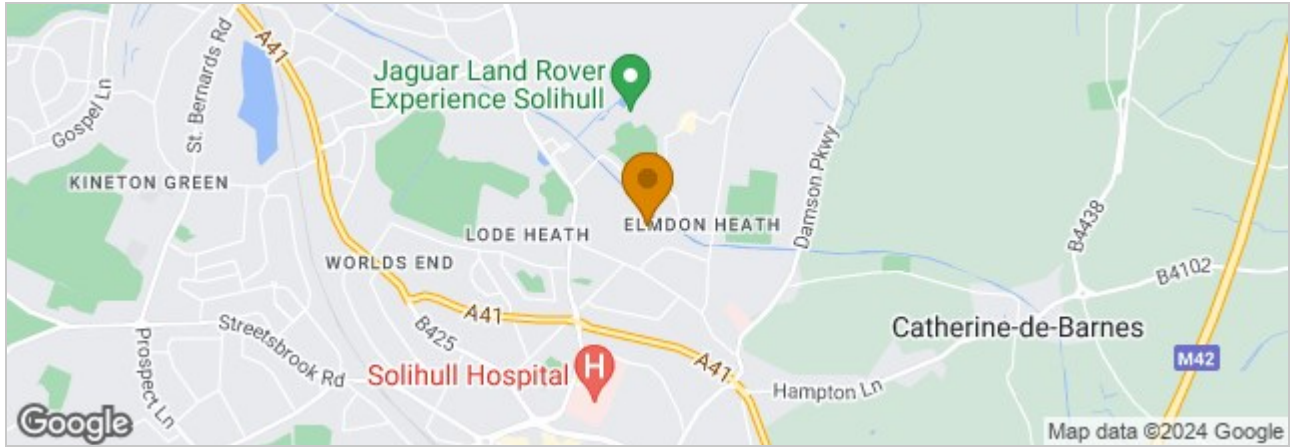 A41
St. Bernards Rd
Gospel Ln
Jaguar Land Rover
Experience Solihull
Damson Pkwy
KINETON GREEN
ELMDON HEATH
LODE HEATH
B4438
WORLDS END
B4102
A41
B425
Streetsbrook Rd
Prospect Ln
Catherine-de-Barnes
M42
A41
Solihull Hospital
H
Hampton Ln
Google
Map data ©2024 Google